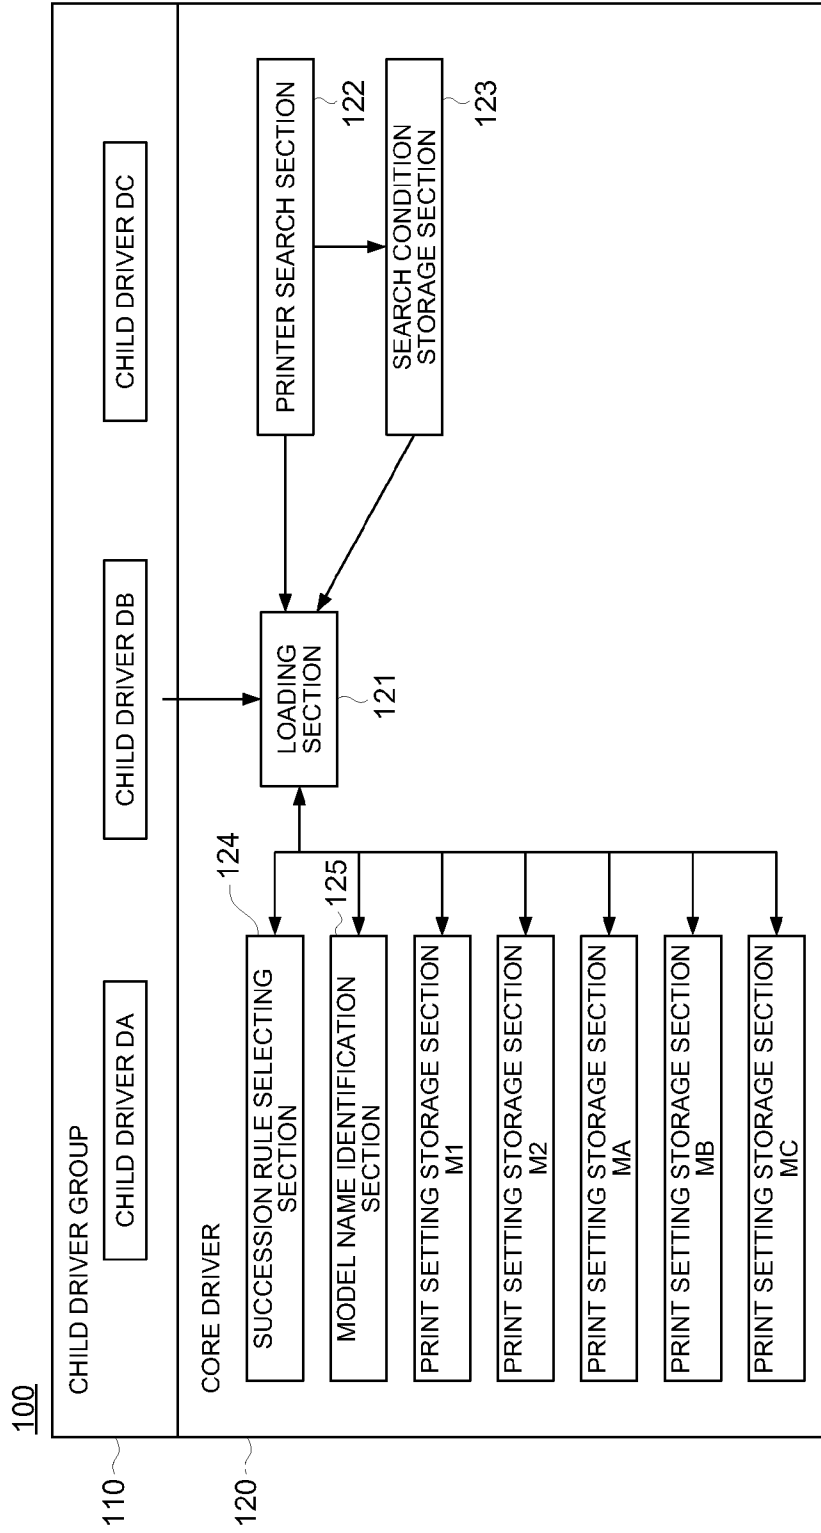 100
110
CHILD DRIVER GROUP
CHILD DRIVER DA
CHILD DRIVER DB
CHILD DRIVER DC
120
CORE DRIVER
124
SUCCESSION RULE SELECTING
SECTION
125
MODEL NAME IDENTIFICATION
SECTION
PRINT SETTING STORAGE SECTION
M1
PRINT SETTING STORAGE SECTION
M2
PRINT SETTING STORAGE SECTION
MA
PRINT SETTING STORAGE SECTION
MB
PRINT SETTING STORAGE SECTION
MC
LOADING
SECTION
121
PRINTER SEARCH SECTION
122
SEARCH CONDITION
STORAGE SECTION
123